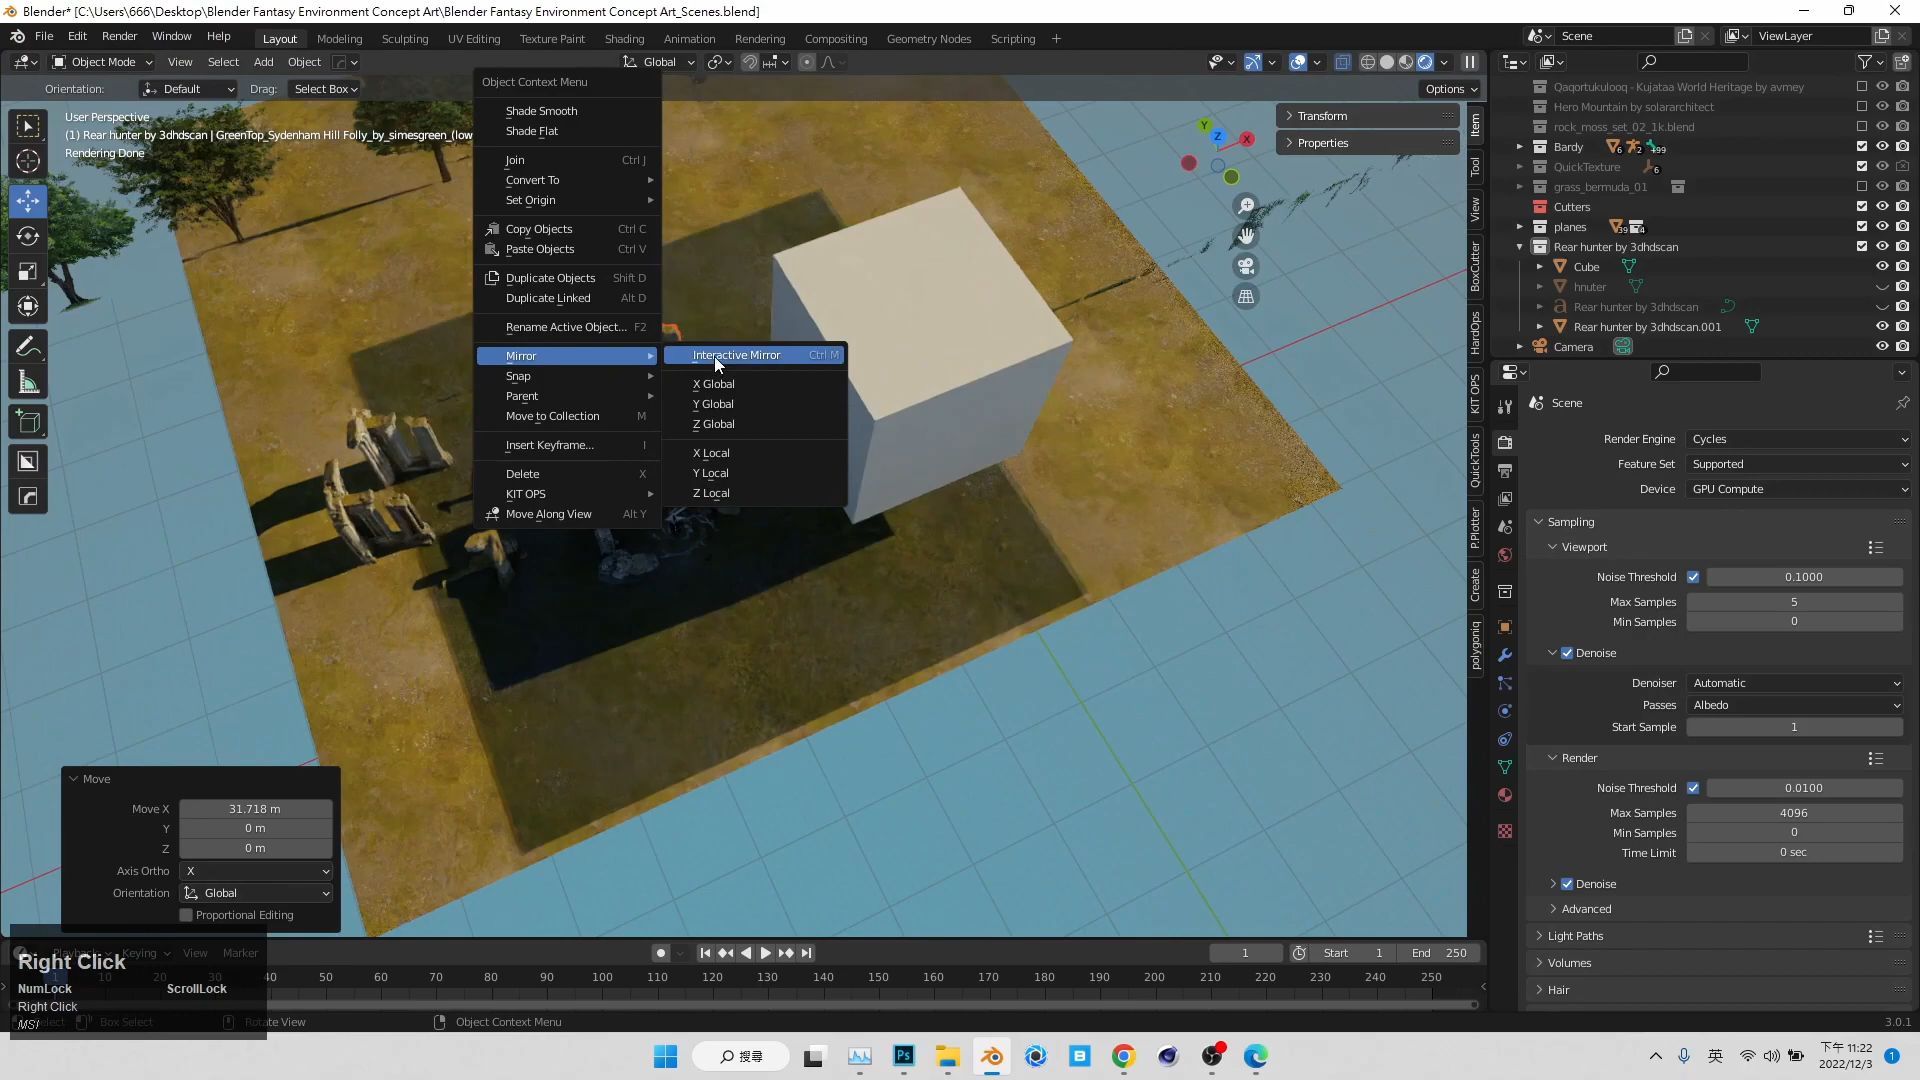 Blender* [C:\Users\666\Desktop\Blender Fantasy Environment Concept Art\Blender Fantasy Environment Concept Art_Scenes.blend]
File Edit Render Window Help Layout Modeling Sculpting UV Editing Texture Paint Shading Animation Rendering Compositing Geometry Nodes Scripting + Scene ViewLayer
Object Mode View Select Add Object Global
Orientation: Default Drag: Select Box Options
User Perspective
(1) Rear hunter by 3dhdscan | GreenTop_Sydenham Hill Folly_by_simesgreen_(low
Rendering Done
Object Context Menu
Shade Smooth
Shade Flat
Join Ctrl J
Convert To
Set Origin
Copy Objects Ctrl C
Paste Objects Ctrl V
Duplicate Objects Shift D
Duplicate Linked Alt D
Rename Active Object... F2
Mirror
Snap
Parent
Move to Collection M
Insert Keyframe... I
Delete X
KIT OPS
Move Along View Alt Y
Interactive Mirror Ctrl M
X Global
Y Global
Z Global
X Local
Y Local
Z Local
Y
Z
X
Transform
Properties
Item
Tool
View
BoxCutter
HardOps
KIT OPS
QuickTools
P.Plotter
Create
polygoniq
Qaqortukulooq - Kujataa World Heritage by avmey
Hero Mountain by solararchitect
rock_moss_set_02_1k.blend
Bardy 6 2 +99
QuickTexture 6
grass_bermuda_01
Cutters
planes 39 4
Rear hunter by 3dhdscan
Cube
hnuter
Rear hunter by 3dhdscan
Rear hunter by 3dhdscan.001
Camera
Scene
Render Engine Cycles
Feature Set Supported
Device GPU Compute
Sampling
Viewport
Noise Threshold 0.1000
Max Samples 5
Min Samples 0
Denoise
Denoiser Automatic
Passes Albedo
Start Sample 1
Render
Noise Threshold 0.0100
Max Samples 4096
Min Samples 0
Time Limit 0 sec
Denoise
Advanced
Light Paths
Volumes
Hair
Move
Move X 31.718 m
Y 0 m
Z 0 m
Axis Ortho X
Orientation Global
Proportional Editing
Playback Keying View Marker 1 Start 1 End 250
Right Click
1 10 20 30 40 50 60 70 80 90 100 110 120 130 140 150 160 170 180 190 200 210 220 230 240 250
NumLock ScrollLock
Right Click
MSI
Select Box Select Rotate View Object Context Menu 3.0.1
搜尋 Ps B 英 下午 11:22
2022/12/3 1